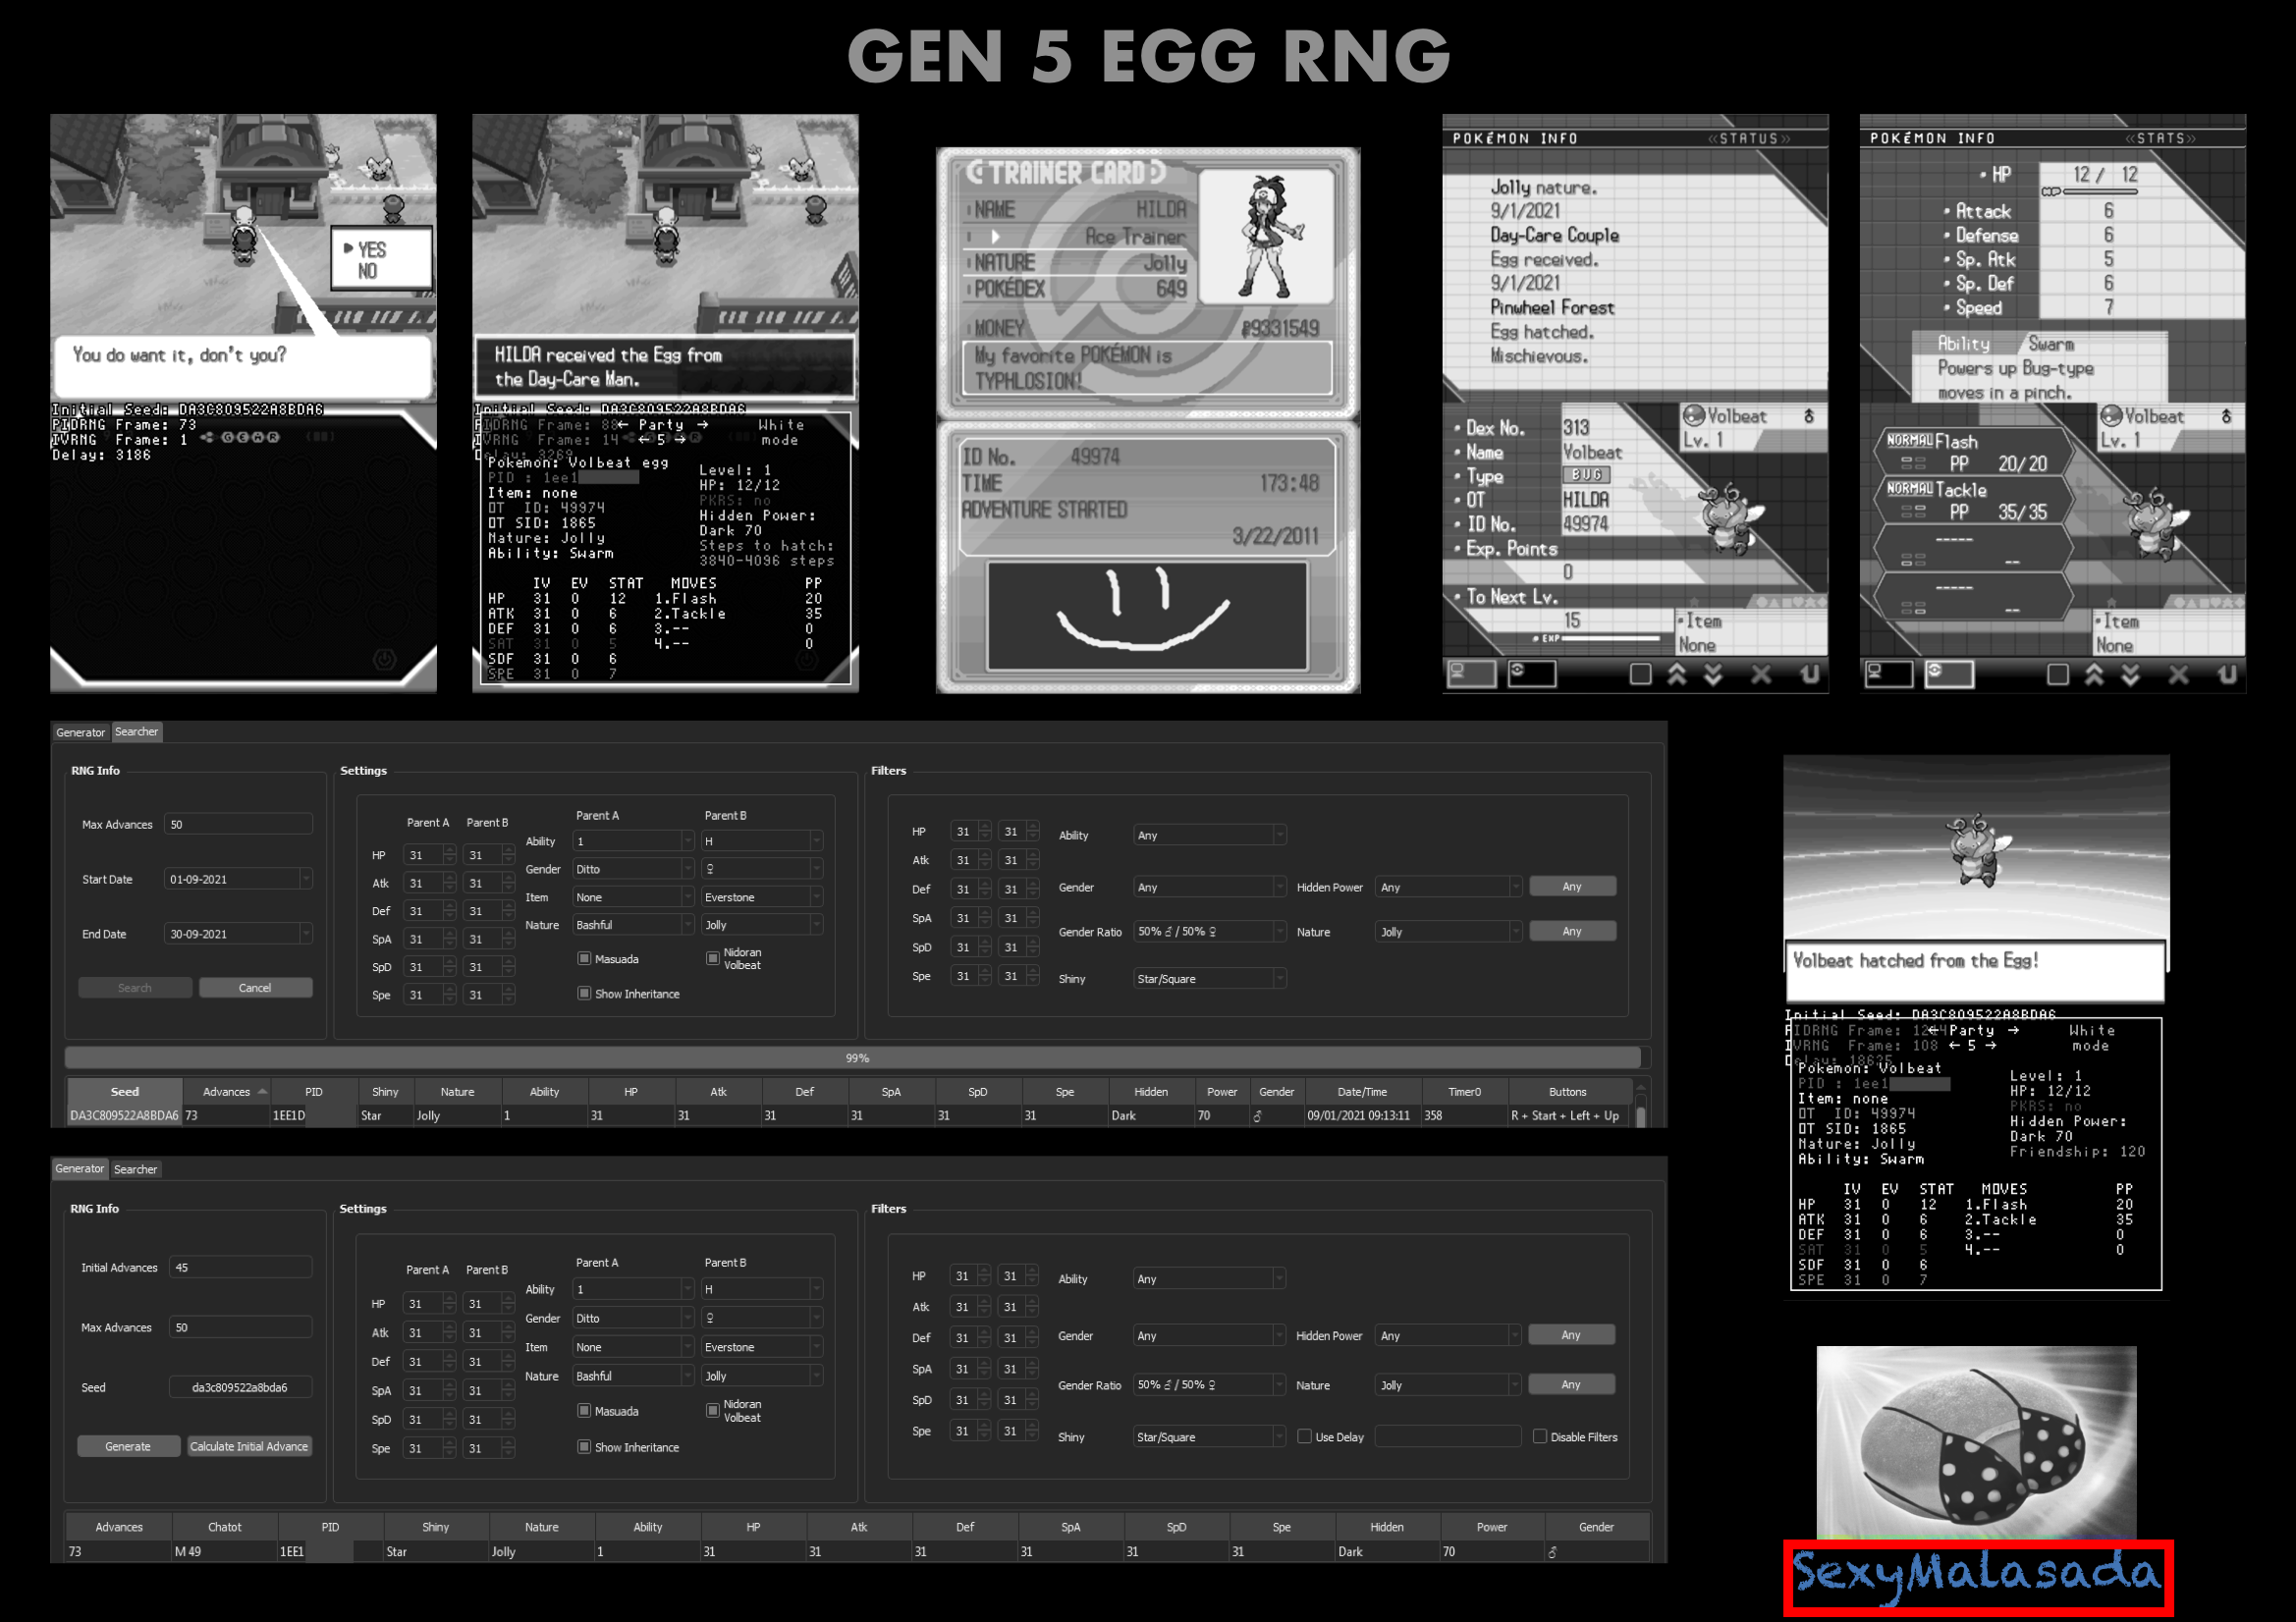 GEN 5 EGG RNG
YES
NO
You do want it, don't you?
Initial Seed: DA3C809522A8BDA6
PIDRNG Frame: 73
IVRNG Frame: 1
C-GEAR
Delay: 3186
HILDA received the Egg from
the Day-Care Man.
Initial Seed: DA3C809522A8BDA6
PIDRNG Frame: 88 ← Party → White
IVRNG Frame: 14 ← 5 → mode
Delay: 3269
Pokemon: Volbeat egg
PID : 1ee1
Item: none
OT ID: 49974
OT SID: 1865
Nature: Jolly
Ability: Swarm
Level: 1
HP: 12/12
PKRS: no
Hidden Power:
Dark 70
Steps to hatch:
3840-4096 steps
IV EV STAT MOVES PP
HP 31 0 12 1.Flash 20
ATK 31 0 6 2.Tackle 35
DEF 31 0 6 3.-- 0
SAT 31 0 5 4.-- 0
SDF 31 0 6
SPE 31 0 7
TRAINER CARD
NAME HILDA
Ace Trainer
NATURE Jolly
POKÉDEX 649
MONEY ₽9331549
My favorite POKÉMON is
TYPHLOSION!
ID No. 49974
TIME 173:48
ADVENTURE STARTED
3/22/2011
POKéMON INFO «STATUS»
Jolly nature.
9/1/2021
Day-Care Couple
Egg received.
9/1/2021
Pinwheel Forest
Egg hatched.
Mischievous.
Volbeat ♂
Lv. 1
Dex No. 313
Name Volbeat
Type BUG
OT HILDA
ID No. 49974
Exp. Points
0
To Next Lv.
15
EXP
Item
None
POKéMON INFO «STATS»
HP 12/ 12
HP
Attack 6
Defense 6
Sp. Atk 5
Sp. Def 6
Speed 7
Ability Swarm
Powers up Bug-type
moves in a pinch.
Volbeat ♂
Lv. 1
NORMAL Flash
PP 20/20
NORMAL Tackle
PP 35/35
-----
--
-----
--
Item
None
Generator Searcher
RNG Info
Max Advances 50
Start Date 01-09-2021
End Date 30-09-2021
Search Cancel
Settings
Parent A Parent B
HP 31 31
Atk 31 31
Def 31 31
SpA 31 31
SpD 31 31
Spe 31 31
Parent A Parent B
Ability 1 H
Gender Ditto ♀
Item None Everstone
Nature Bashful Jolly
Masuada Nidoran
Volbeat
Show Inheritance
Filters
HP 31 31
Atk 31 31
Def 31 31
SpA 31 31
SpD 31 31
Spe 31 31
Ability Any
Gender Any Hidden Power Any Any
Gender Ratio 50% ♂ / 50% ♀ Nature Jolly Any
Shiny Star/Square
99%
Seed Advances PID Shiny Nature Ability HP Atk Def SpA SpD Spe Hidden Power Gender Date/Time Timer0 Buttons
DA3C809522A8BDA6 73 1EE1D Star Jolly 1 31 31 31 31 31 31 Dark 70 ♂ 09/01/2021 09:13:11 358 R + Start + Left + Up
Generator Searcher
RNG Info
Initial Advances 45
Max Advances 50
Seed da3c809522a8bda6
Generate Calculate Initial Advance
Settings
Parent A Parent B
HP 31 31
Atk 31 31
Def 31 31
SpA 31 31
SpD 31 31
Spe 31 31
Parent A Parent B
Ability 1 H
Gender Ditto ♀
Item None Everstone
Nature Bashful Jolly
Masuada Nidoran
Volbeat
Show Inheritance
Filters
HP 31 31
Atk 31 31
Def 31 31
SpA 31 31
SpD 31 31
Spe 31 31
Ability Any
Gender Any Hidden Power Any Any
Gender Ratio 50% ♂ / 50% ♀ Nature Jolly Any
Shiny Star/Square Use Delay Disable Filters
Advances Chatot PID Shiny Nature Ability HP Atk Def SpA SpD Spe Hidden Power Gender
73 M 49 1EE1 Star Jolly 1 31 31 31 31 31 31 Dark 70 ♂
Volbeat hatched from the Egg!
Initial Seed: DA3C809522A8BDA6
PIDRNG Frame: 1214 ← Party → White
IVRNG Frame: 108 ← 5 → mode
Delay: 18635
Pokemon: Volbeat
PID : 1ee1
Item: none
OT ID: 49974
OT SID: 1865
Nature: Jolly
Ability: Swarm
Level: 1
HP: 12/12
PKRS: no
Hidden Power:
Dark 70
Friendship: 120
IV EV STAT MOVES PP
HP 31 0 12 1.Flash 20
ATK 31 0 6 2.Tackle 35
DEF 31 0 6 3.-- 0
SAT 31 0 5 4.-- 0
SDF 31 0 6
SPE 31 0 7
SexyMalasada